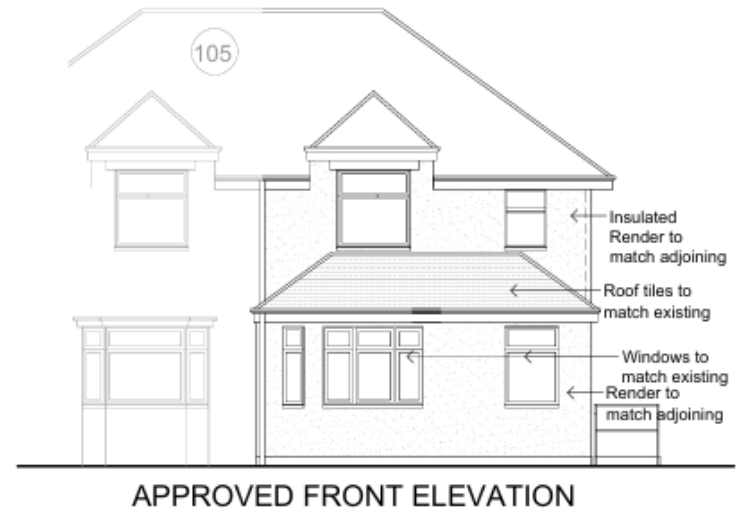 105
Insulated
Render to
match adjoining
Roof tiles to
match existing
Windows to
match existing
Render to
match adjoining
APPROVED FRONT ELEVATION